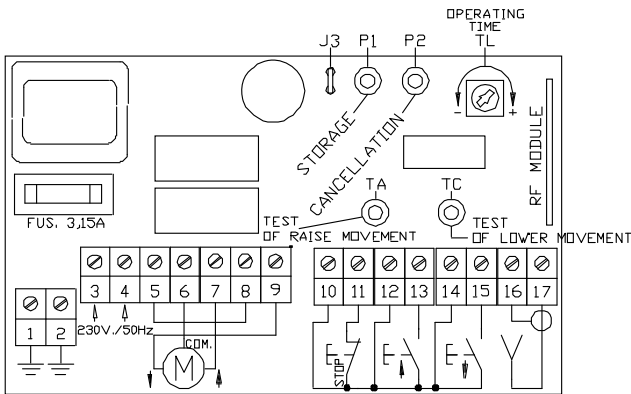 OPERATING
TIME
J3 P1 P2 TL
- +
STORAGE
CANCELLATION
RF MODULE
FUS. 3,15A
TA TC
TEST
OF RAISE MOVEMENT
TEST
OF LOWER MOVEMENT
3 4 5 6 7 8 9
10 11 12 13 14 15 16 17
1 2
230V./50Hz
COM.
M
STOP